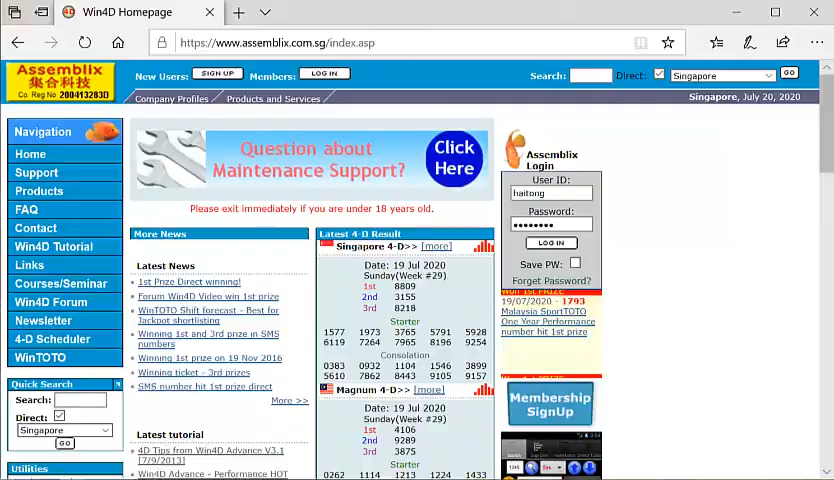 Win4D Homepage
https://www.assemblix.com.sg/index.asp
Assemblix
集合科技
Co. Reg No 200413283D
New Users: SIGN UP Members: LOG IN
Search: Direct: Singapore GO
Company Profiles Products and Services
Singapore, July 20, 2020
Navigation
Home
Support
Products
FAQ
Contact
Win4D Tutorial
Links
Courses/Seminar
Win4D Forum
Newsletter
4-D Scheduler
WinTOTO
Quick Search
Search:
Direct:
Singapore
GO
Utilities
Question about
Maintenance Support?
Click
Here
Please exit immediately if you are under 18 years old.
More News
Latest News
1st Prize Direct winning!
Forum Win4D Video win 1st prize
WinTOTO Shift forecast - Best for
Jackpot shortlisting
Winning 1st and 3rd prize in SMS
numbers
Winning 1st prize on 19 Nov 2016
Winning ticket - 3rd prizes
SMS number hit 1st prize direct
More >>
Latest tutorial
4D Tips from Win4D Advance V3.1
[7/9/2013]
Win4D Advance - Performance HOT
Latest 4-D Result
Singapore 4-D>> [more]
Date: 19 Jul 2020
Sunday(Week #29)
1st 8809
2nd 3155
3rd 8218
Starter
1577 1973 3765 5791 5928
6119 7264 7965 8196 9254
Consolation
0383 0932 1104 1546 3899
5610 7862 8443 9105 9157
Magnum 4-D>> [more]
Date: 19 Jul 2020
Sunday(Week #29)
1st 4106
2nd 9289
3rd 3875
Starter
0262 1114 1213 1224 1433
Assemblix
Login
User ID:
haitong
Password:
LOG IN
Save PW:
Forget Password?
Won 1st PRIZE
19/07/2020 - 1793
Malaysia SportTOTO
One Year Performance
number hit 1st prize
Membership
SignUp